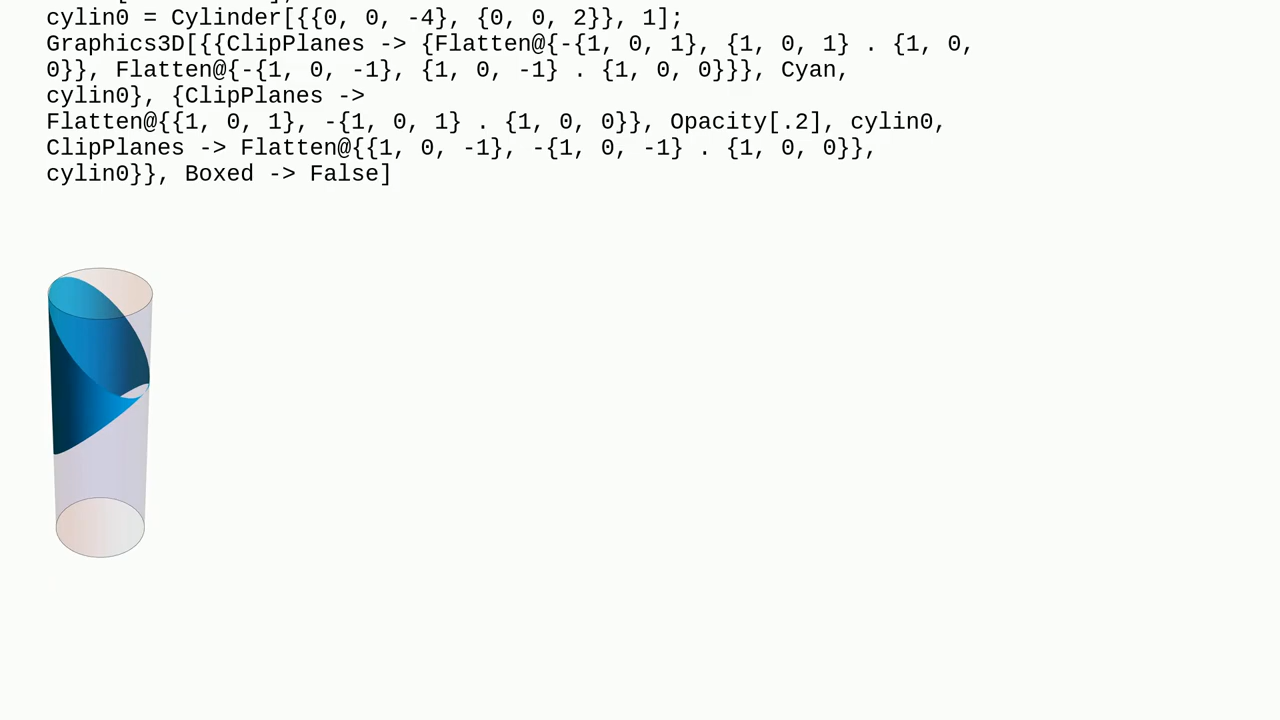 cylin0 = Cylinder[{{0, 0, -4}, {0, 0, 2}}, 1];
Graphics3D[{{ClipPlanes -> {Flatten@{-{1, 0, 1}, {1, 0, 1} . {1, 0,
0}}, Flatten@{-{1, 0, -1}, {1, 0, -1} . {1, 0, 0}}}, Cyan,
cylin0}, {ClipPlanes ->
Flatten@{{1, 0, 1}, -{1, 0, 1} . {1, 0, 0}}, Opacity[.2], cylin0,
ClipPlanes -> Flatten@{{1, 0, -1}, -{1, 0, -1} . {1, 0, 0}},
cylin0}}, Boxed -> False]